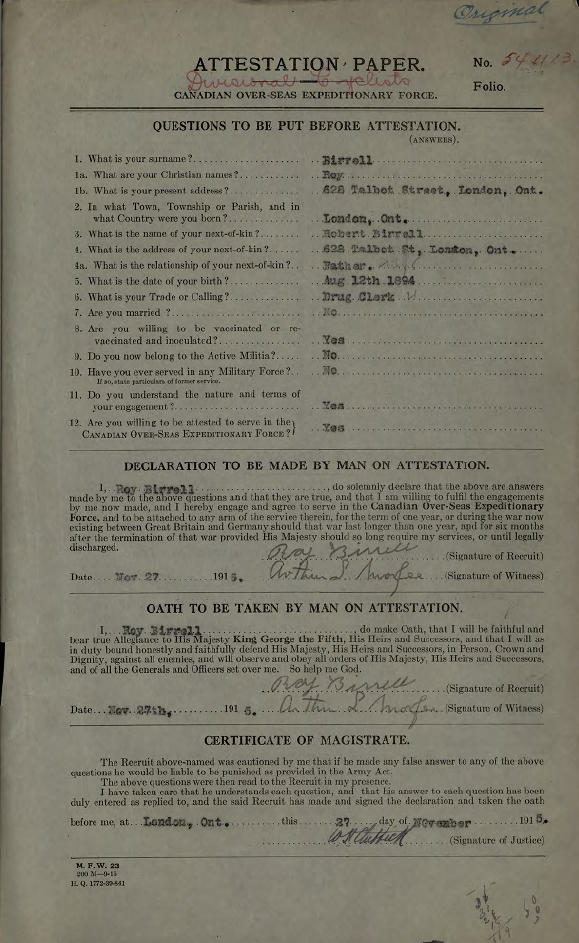 Original
ATTESTATION PAPER.
No.
Divisional Cyclists
Folio.
CANADIAN OVER-SEAS EXPEDITIONARY FORCE.
QUESTIONS TO BE PUT BEFORE ATTESTATION.
(ANSWERS).
1. What is your surname?.................... Birrell
1a. What are your Christian names?.................... Roy
1b. What is your present address?.................... 628 Talbot Street, London, Ont.
2. In what Town, Township or Parish, and in
what Country were you born?.................... London, Ont.
3. What is the name of your next-of-kin?.................... Robert Birrell
4. What is the address of your next-of-kin?.................... 628 Talbot St, London, Ont.
4a. What is the relationship of your next-of-kin?.. Father.
5. What is the date of your birth?.................... Aug 12th 1894
6. What is your Trade or Calling?.................... Drug Clerk
7. Are you married ?.................... No
8. Are you willing to be vaccinated or re-
vaccinated and inoculated?.................... Yes
9. Do you now belong to the Active Militia?..... No.
10. Have you ever served in any Military Force?.. No.
If so, state particulars of former service.
11. Do you understand the nature and terms of
your engagement?.................... Yes
12. Are you willing to be attested to serve in the
CANADIAN OVER-SEAS EXPEDITIONARY FORCE? Yes
DECLARATION TO BE MADE BY MAN ON ATTESTATION.
I, Roy Birrell...................., do solemnly declare that the above are answers
made by me to the above questions and that they are true, and that I am willing to fulfil the engagements
by me now made, and I hereby engage and agree to serve in the Canadian Over-Seas Expeditionary
Force, and to be attached to any arm of the service therein, for the term of one year, or during the war now
existing between Great Britain and Germany should that war last longer than one year, and for six months
after the termination of that war provided His Majesty should so long require my services, or until legally
discharged.
Roy Birrell (Signature of Recruit)
Date.... Nov. 27..........191 5. Arthur L. (Signature of Witness)
OATH TO BE TAKEN BY MAN ON ATTESTATION.
I, Roy Birrell...................., do make Oath, that I will be faithful and
bear true Allegiance to His Majesty King George the Fifth, His Heirs and Successors, and that I will as
in duty bound honestly and faithfully defend His Majesty, His Heirs and Successors, in Person, Crown and
Dignity, against all enemies, and will observe and obey all orders of His Majesty, His Heirs and Successors,
and of all the Generals and Officers set over me. So help me God.
Roy Birrell (Signature of Recruit)
Date... Nov. 27th,..........191 5. Arthur L. (Signature of Witness)
CERTIFICATE OF MAGISTRATE.
The Recruit above-named was cautioned by me that if he made any false answer to any of the above
questions he would be liable to be punished as provided in the Army Act.
The above questions were then read to the Recruit in my presence.
I have taken care that he understands each question, and that his answer to each question has been
duly entered as replied to, and the said Recruit has made and signed the declaration and taken the oath
before me, at... London, Ont. ..........this.......27.......day of November..........191 5.
(Signature of Justice)
M. F. W. 23
200 M—9-15
H. Q. 1772-39-841